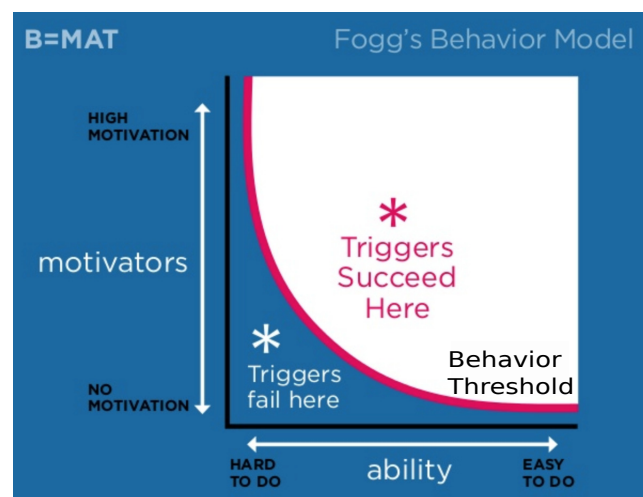 B=MAT
Fogg's Behavior Model
HIGH
MOTIVATION
motivators
NO
MOTIVATION
*
Triggers
Succeed
Here
*
Triggers
fail here
Behavior
Threshold
HARD
TO DO
ability
EASY
TO DO